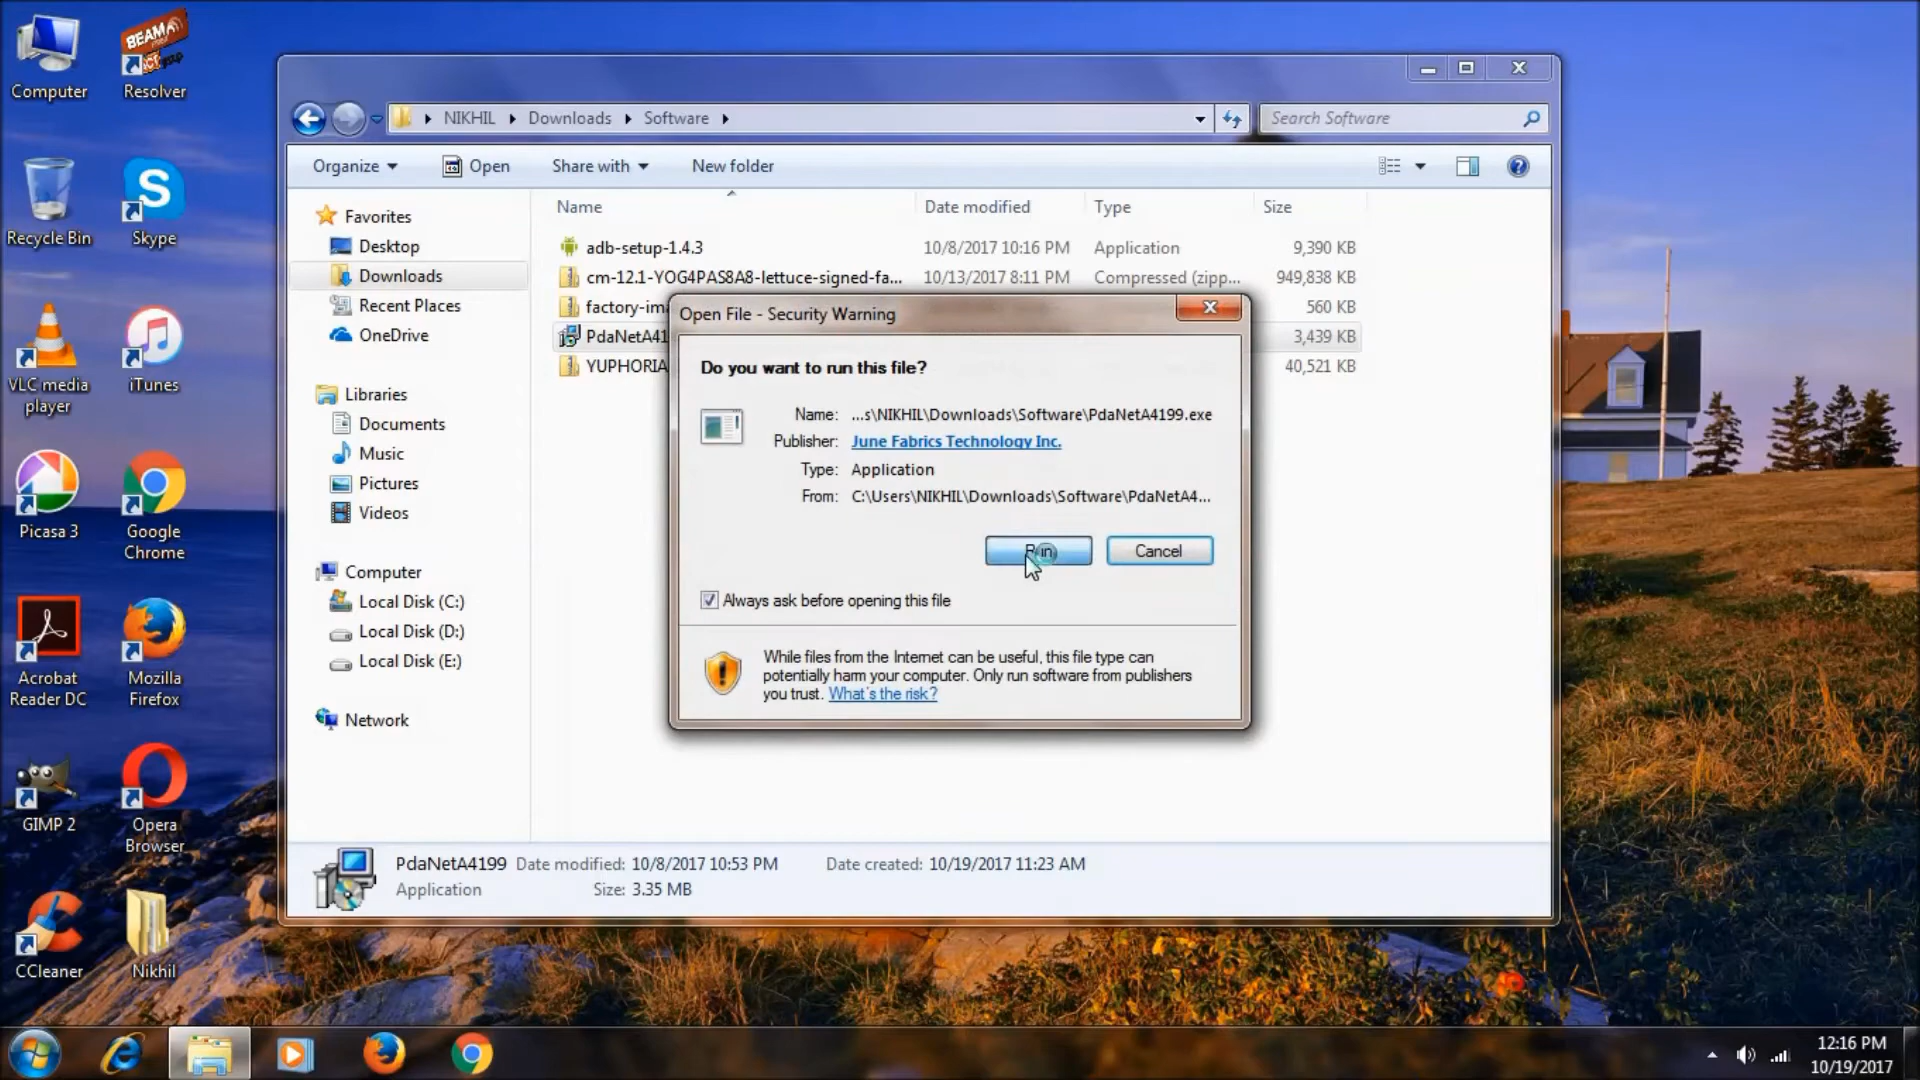 Computer
Resolver
Recycle Bin
Skype
VLC media
player
iTunes
Picasa 3
Google
Chrome
Acrobat
Reader DC
Mozilla
Firefox
GIMP 2
Opera
Browser
CCleaner
Nikhil
NIKHIL Downloads Software
Search Software
Organize Open Share with New folder
Favorites
Desktop
Downloads
Recent Places
OneDrive
Libraries
Documents
Music
Pictures
Videos
Computer
Local Disk (C:)
Local Disk (D:)
Local Disk (E:)
Network
Name Date modified Type Size
adb-setup-1.4.3 10/8/2017 10:16 PM Application 9,390 KB
cm-12.1-YOG4PAS8A8-lettuce-signed-fa... 10/13/2017 8:11 PM Compressed (zipp... 949,838 KB
factory-im 560 KB
PdaNetA41 3,439 KB
YUPHORIA 40,521 KB
Open File - Security Warning
Do you want to run this file?
Name: ...s\NIKHIL\Downloads\Software\PdaNetA4199.exe
Publisher: June Fabrics Technology Inc.
Type: Application
From: C:\Users\NIKHIL\Downloads\Software\PdaNetA4...
Run Cancel
Always ask before opening this file
While files from the Internet can be useful, this file type can
potentially harm your computer. Only run software from publishers
you trust. What's the risk?
PdaNetA4199 Date modified: 10/8/2017 10:53 PM Date created: 10/19/2017 11:23 AM
Application Size: 3.35 MB
12:16 PM
10/19/2017